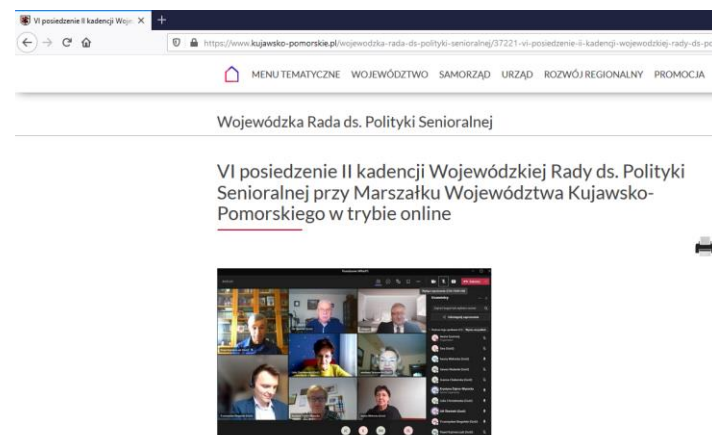 VI posiedzenie II kadencji Woje
https://www.kujawsko-pomorskie.pl/wojewodzka-rada-ds-polityki-senioralnej/37221-vi-posiedzenie-ii-kadencji-wojewodzkiej-rady-ds-po
MENU TEMATYCZNE WOJEWÓDZTWO SAMORZĄD URZĄD ROZWÓJ REGIONALNY PROMOCJA
Wojewódzka Rada ds. Polityki Senioralnej
VI posiedzenie II kadencji Wojewódzkiej Rady ds. Polityki
Senioralnej przy Marszałku Województwa Kujawsko-
Pomorskiego w trybie online